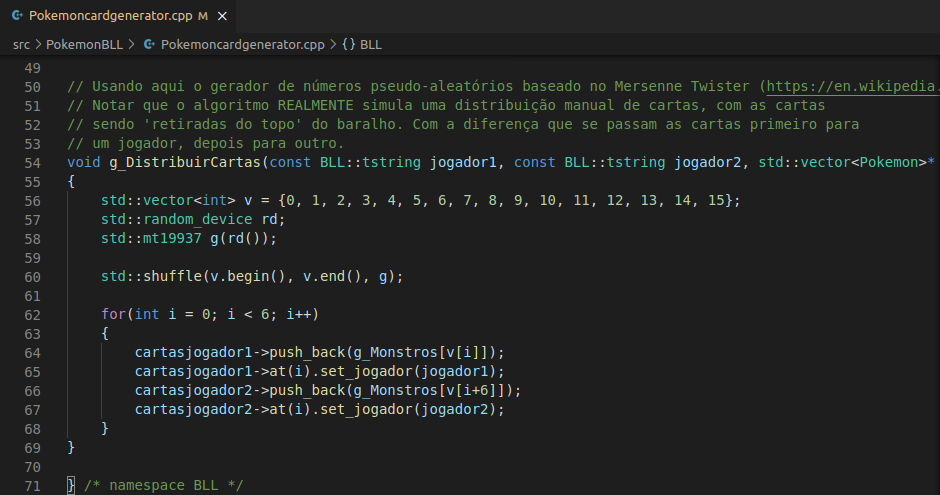 Pokemoncardgenerator.cpp M
src > PokemonBLL > Pokemoncardgenerator.cpp > {} BLL
49
50 // Usando aqui o gerador de números pseudo-aleatórios baseado no Mersenne Twister (https://en.wikipedia.
51 // Notar que o algoritmo REALMENTE simula uma distribuição manual de cartas, com as cartas
52 // sendo 'retiradas do topo' do baralho. Com a diferença que se passam as cartas primeiro para
53 // um jogador, depois para outro.
54 void g_DistribuirCartas(const BLL::tstring jogador1, const BLL::tstring jogador2, std::vector<Pokemon>*
55 {
56     std::vector<int> v = {0, 1, 2, 3, 4, 5, 6, 7, 8, 9, 10, 11, 12, 13, 14, 15};
57     std::random_device rd;
58     std::mt19937 g(rd());
59
60     std::shuffle(v.begin(), v.end(), g);
61
62     for(int i = 0; i < 6; i++)
63     {
64         cartasjogador1->push_back(g_Monstros[v[i]]);
65         cartasjogador1->at(i).set_jogador(jogador1);
66         cartasjogador2->push_back(g_Monstros[v[i+6]]);
67         cartasjogador2->at(i).set_jogador(jogador2);
68     }
69 }
70
71 } /* namespace BLL */